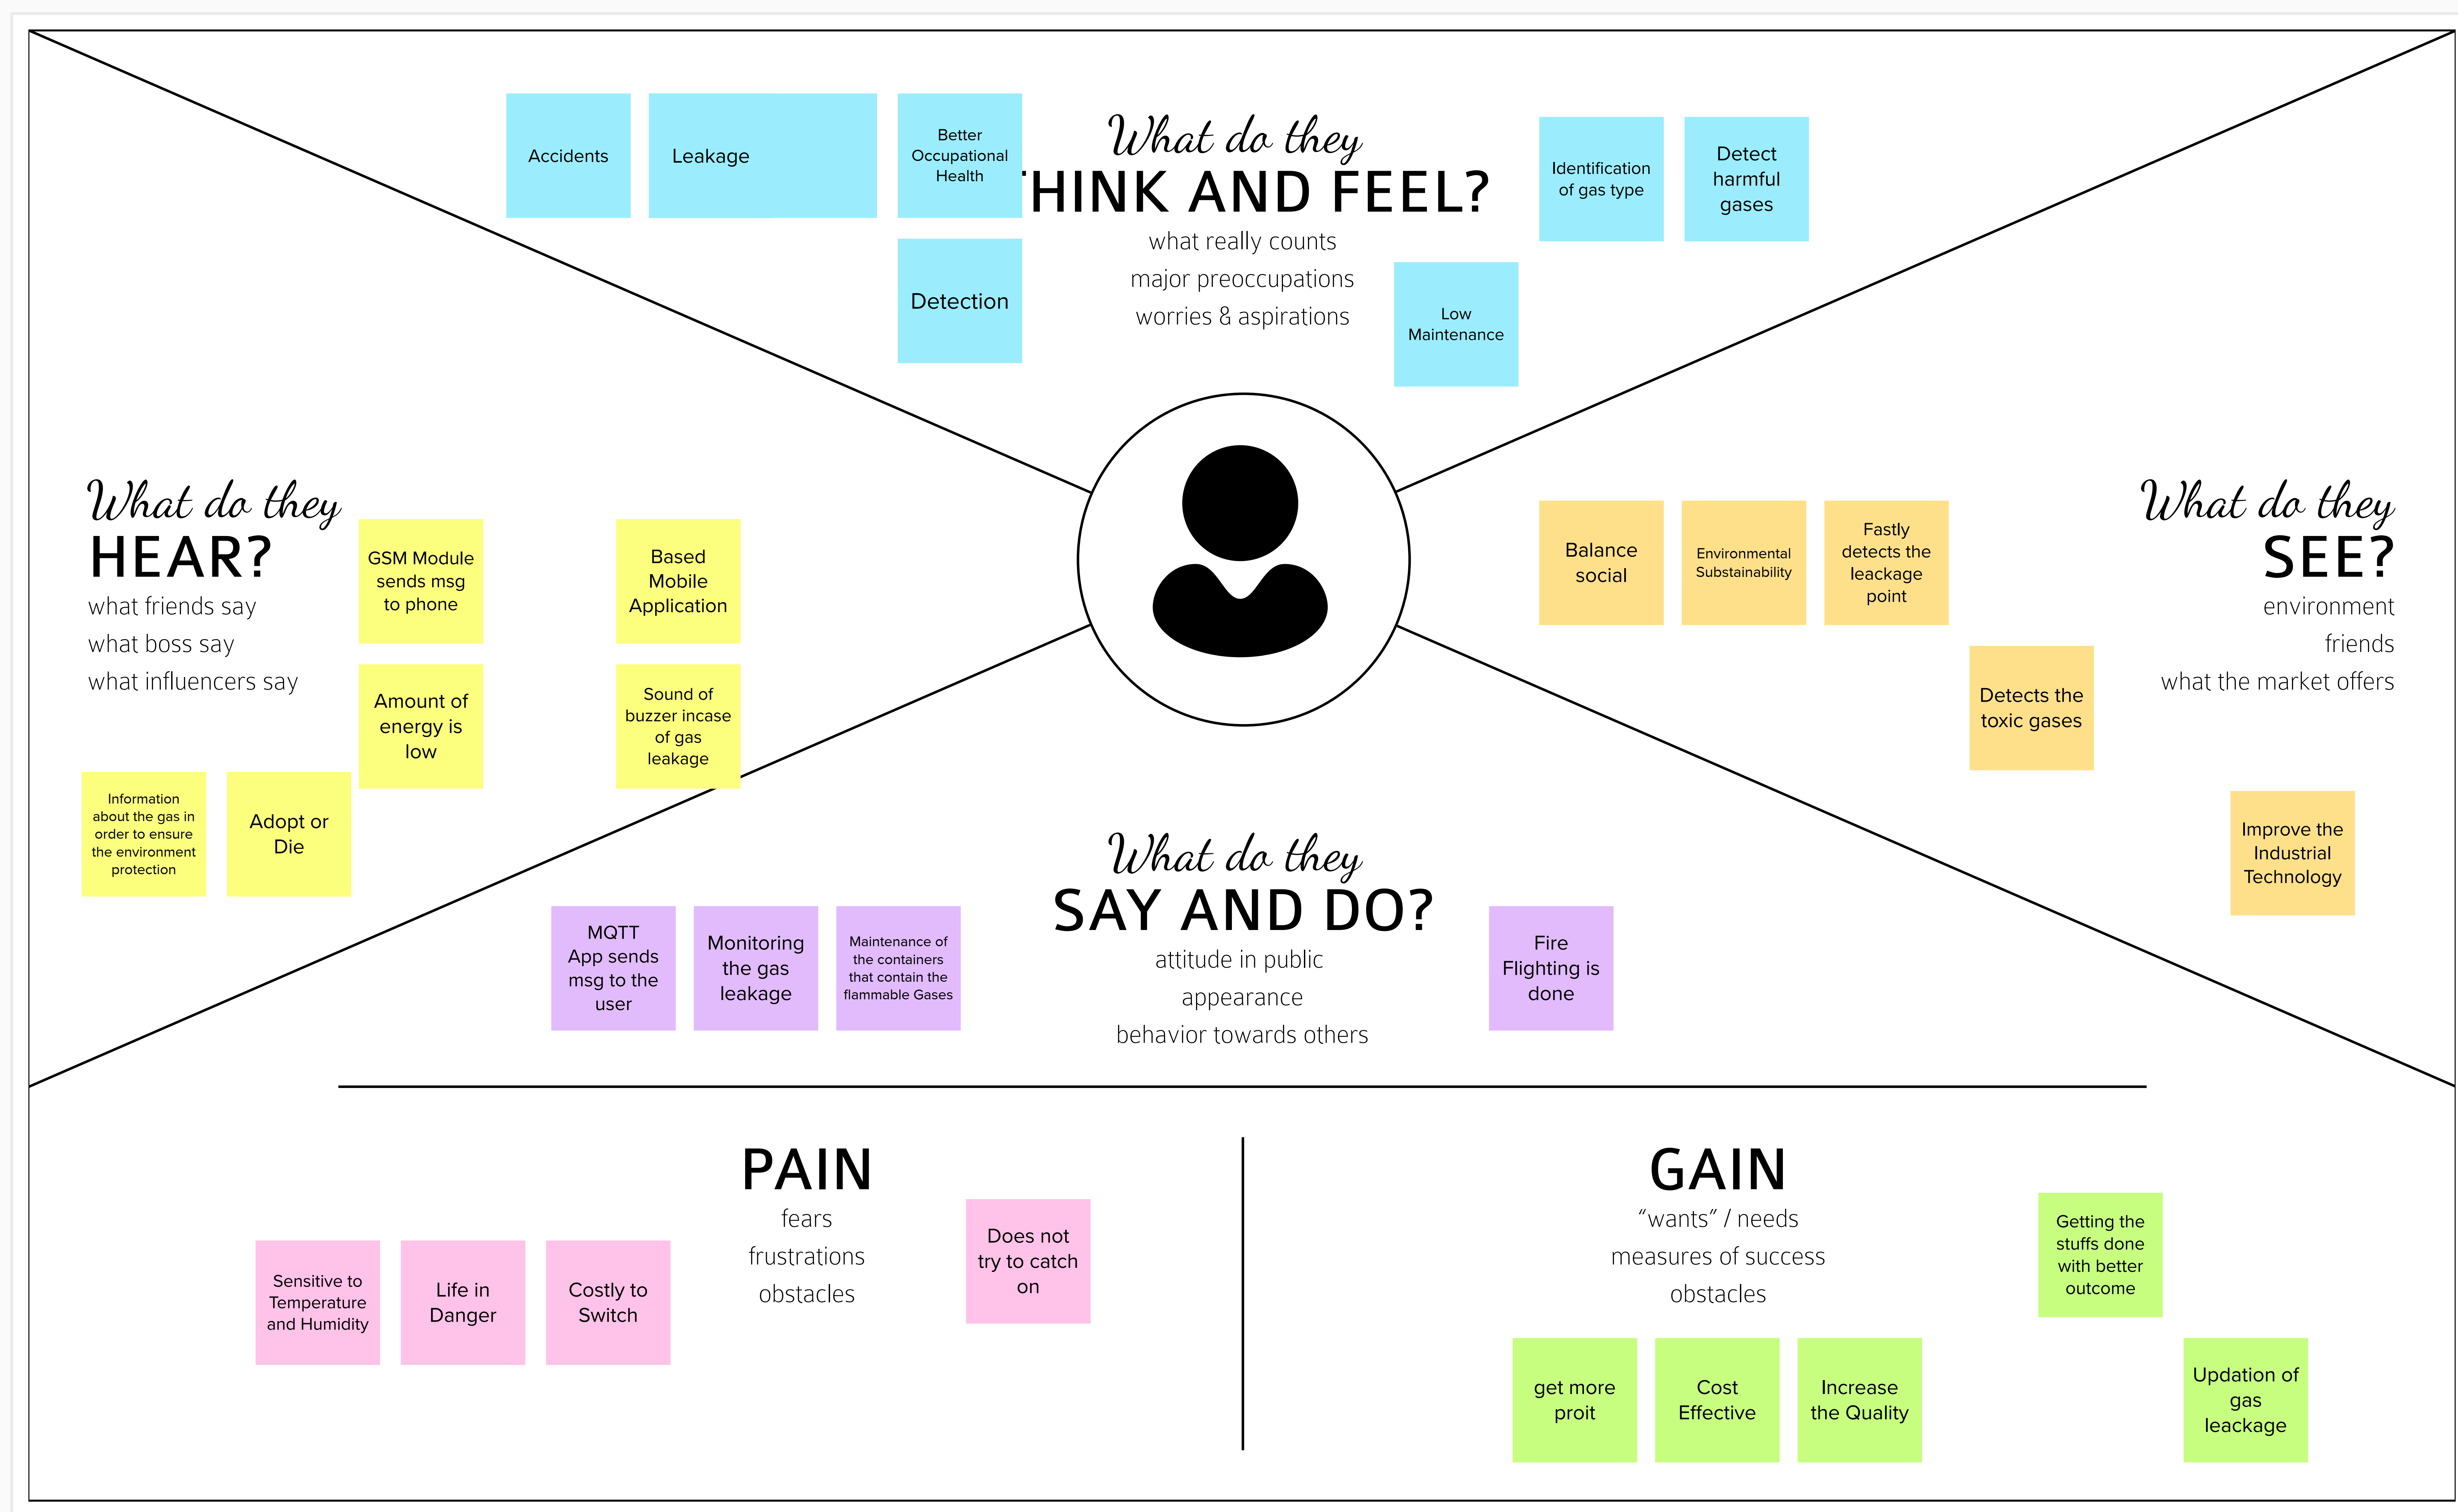 Accidents
Leakage
Better
Occupational
Health
Detection
What do they
THINK AND FEEL?
what really counts
major preoccupations
worries & aspirations
Identification
of gas type
Detect
harmful
gases
Low
Maintenance
What do they
HEAR?
what friends say
what boss say
what influencers say
GSM Module
sends msg
to phone
Based
Mobile
Application
Amount of
energy is
low
Sound of
buzzer incase
of gas
leakage
Information
about the gas in
order to ensure
the environment
protection
Adopt or
Die
Balance
social
Environmental
Substainability
Fastly
detects the
leackage
point
Detects the
toxic gases
Improve the
Industrial
Technology
What do they
SEE?
environment
friends
what the market offers
What do they
SAY AND DO?
attitude in public
appearance
behavior towards others
MQTT
App sends
msg to the
user
Monitoring
the gas
leakage
Maintenance of
the containers
that contain the
flammable Gases
Fire
Flighting is
done
PAIN
fears
frustrations
obstacles
Sensitive to
Temperature
and Humidity
Life in
Danger
Costly to
Switch
Does not
try to catch
on
GAIN
“wants” / needs
measures of success
obstacles
Getting the
stuffs done
with better
outcome
get more
proit
Cost
Effective
Increase
the Quality
Updation of
gas
leackage